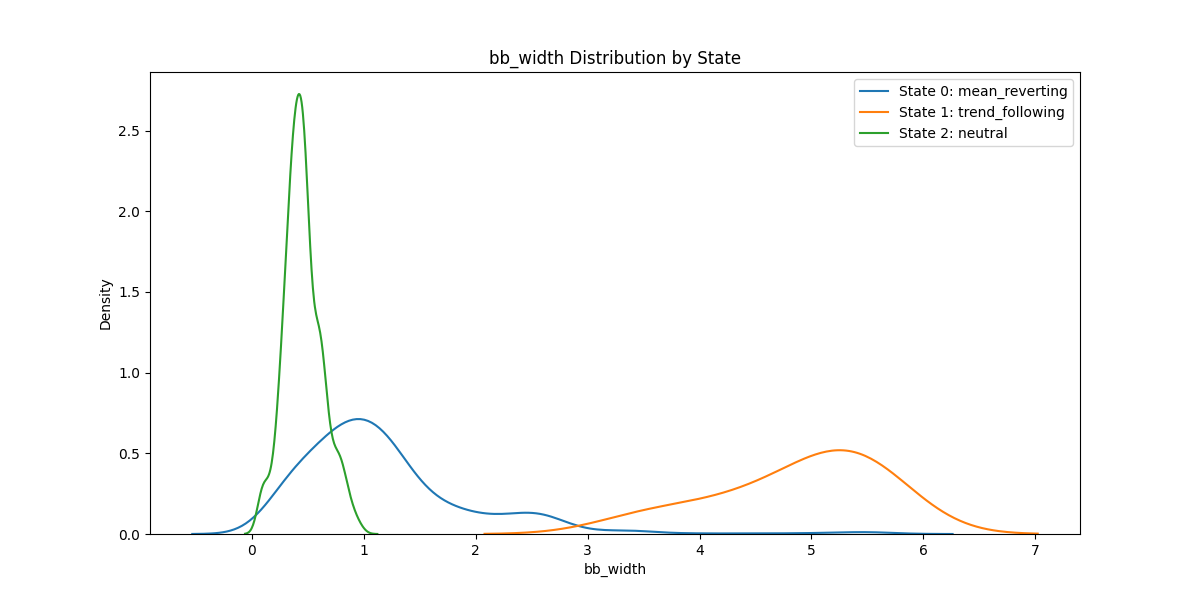 bb_width Distribution by State
State 0: mean_reverting
State 1: trend_following
State 2: neutral
Density
2.5
2.0
1.5
1.0
0.5
0.0
0 1 2 3 4 5 6 7
bb_width